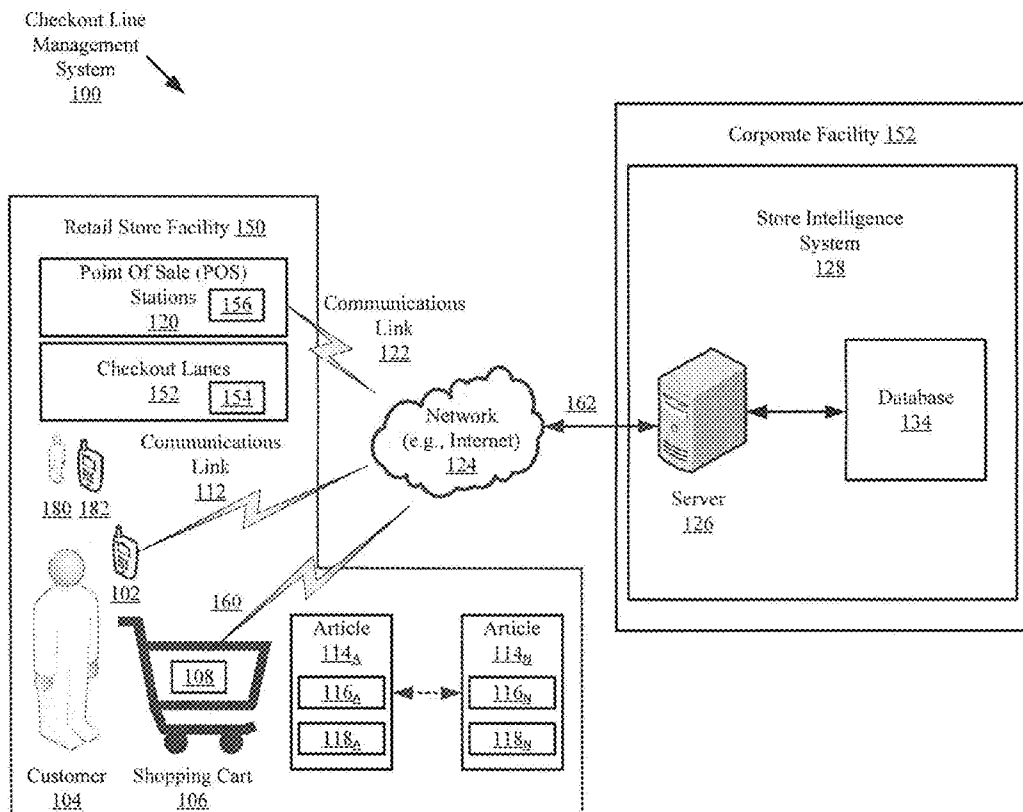 Checkout Line
Management
System
100
Corporate Facility 152
Store Intelligence
System
128
Retail Store Facility 150
Point Of Sale (POS)
Stations
120
156
Communications
Link
122
Checkout Lanes
152
154
Communications
Link
112
Network
(e.g., Internet)
124
162
Server
126
Database
134
180
182
102
160
108
Article
114A
116A
118A
Article
114N
116N
118N
Customer
104
Shopping Cart
106